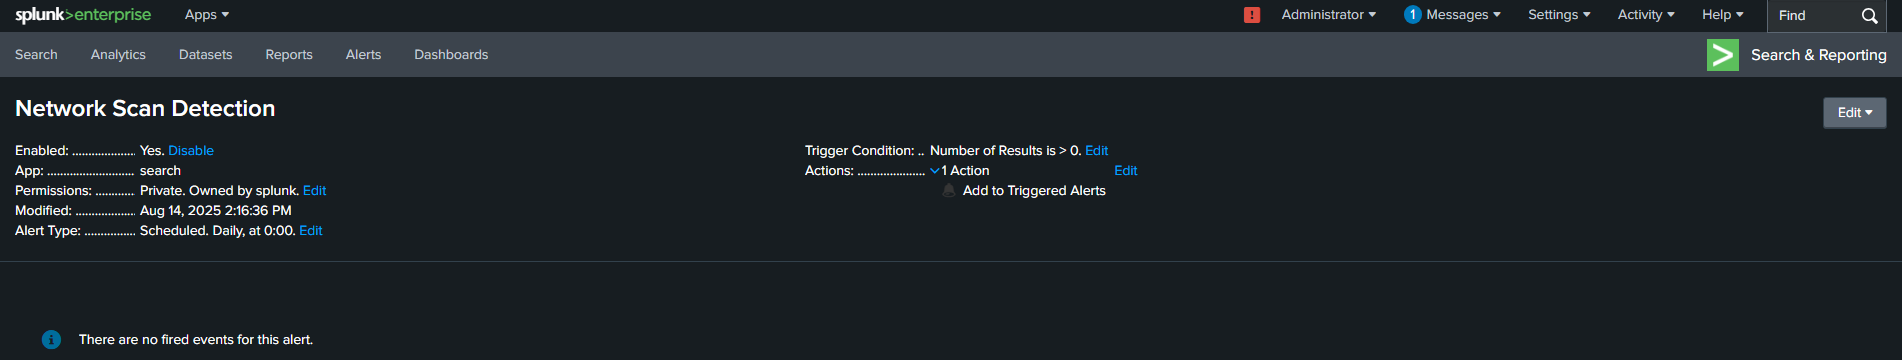 splunk>enterprise Apps Administrator 1 Messages Settings Activity Help Find
Search Analytics Datasets Reports Alerts Dashboards Search & Reporting
Network Scan Detection Edit
Enabled: ................... Yes. Disable
App: .......................... search
Permissions: ............ Private. Owned by splunk. Edit
Modified: .................. Aug 14, 2025 2:16:36 PM
Alert Type: ............... Scheduled. Daily, at 0:00. Edit
Trigger Condition: .. Number of Results is > 0. Edit
Actions: ..................... 1 Action Edit
Add to Triggered Alerts
There are no fired events for this alert.